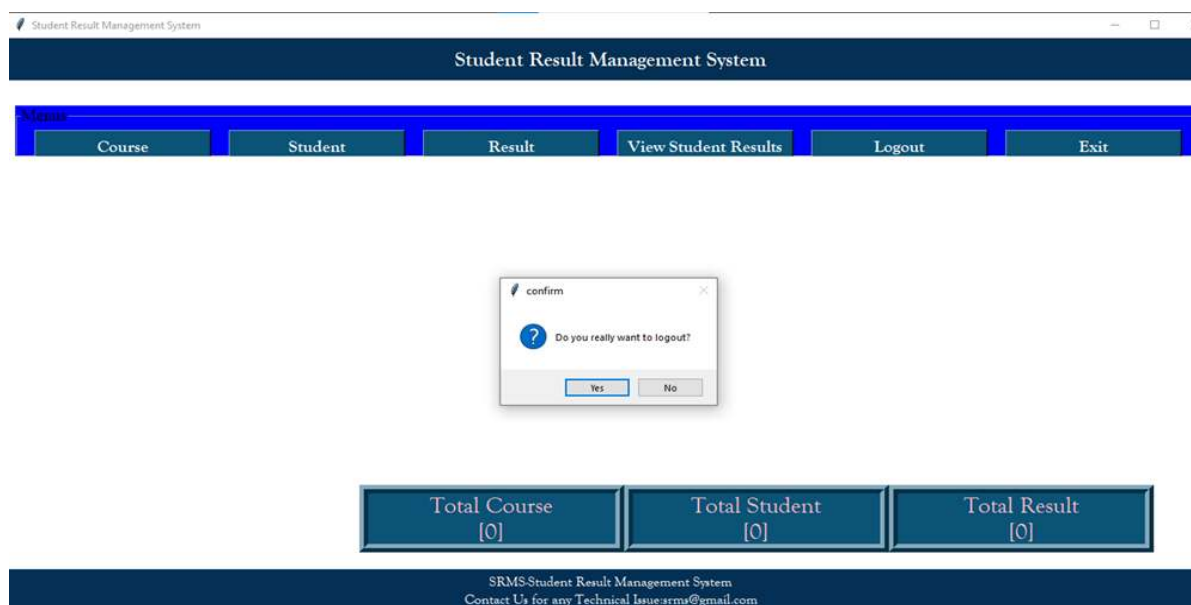 Student Result Management System
Student Result Management System
Menus
Course Student Result View Student Results Logout Exit
confirm
Do you really want to logout?
Yes No
Total Course Total Student Total Result
[0] [0] [0]
SRMS-Student Result Management System
Contact Us for any Technical Issue:srms@gmail.com